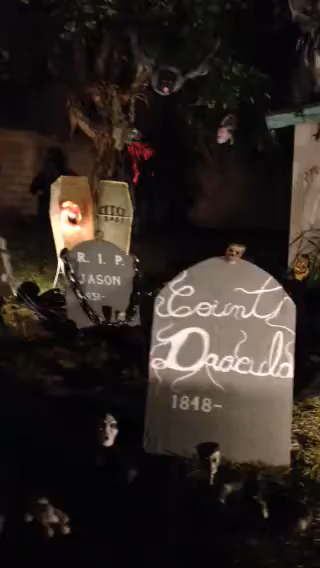 R. I. P.
JASON
Count
Dracula
1848-